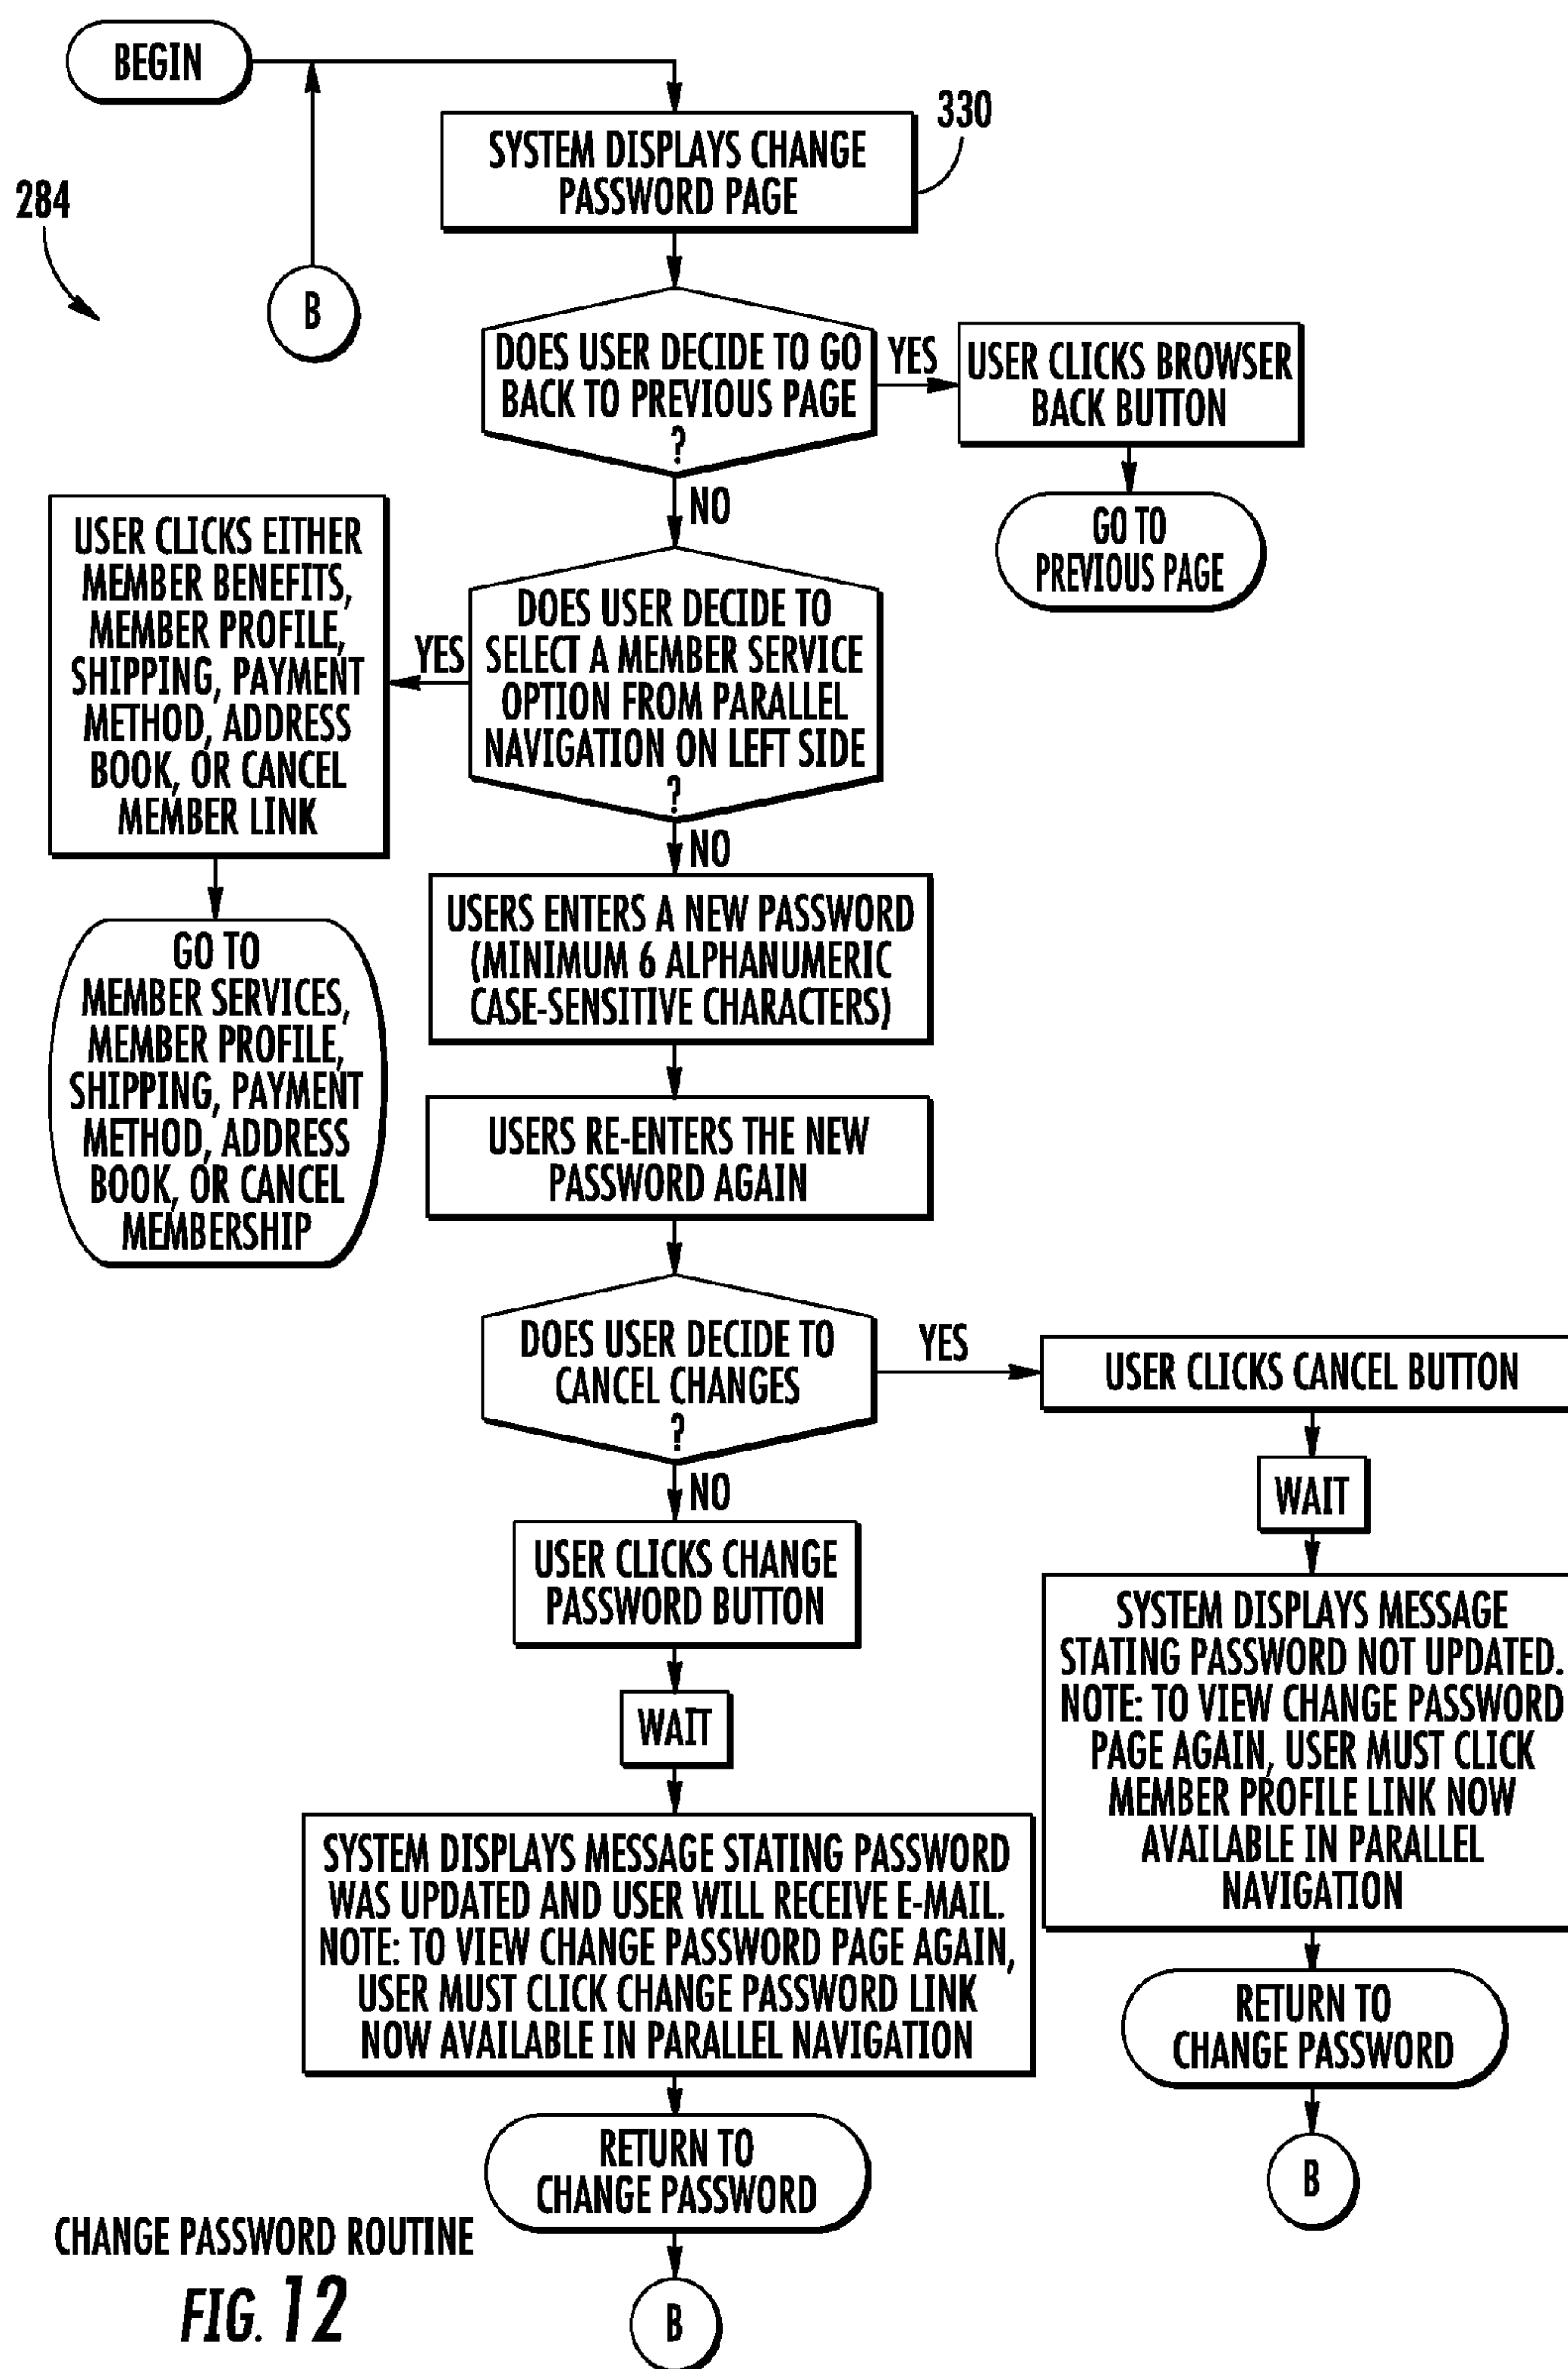 BEGIN
330
SYSTEM DISPLAYS CHANGE
PASSWORD PAGE
284
B
DOES USER DECIDE TO GO
BACK TO PREVIOUS PAGE
?
YES
USER CLICKS BROWSER
BACK BUTTON
GO TO
PREVIOUS PAGE
NO
DOES USER DECIDE TO
SELECT A MEMBER SERVICE
OPTION FROM PARALLEL
NAVIGATION ON LEFT SIDE
?
YES
USER CLICKS EITHER
MEMBER BENEFITS,
MEMBER PROFILE,
SHIPPING, PAYMENT
METHOD, ADDRESS
BOOK, OR CANCEL
MEMBER LINK
GO TO
MEMBER SERVICES,
MEMBER PROFILE,
SHIPPING, PAYMENT
METHOD, ADDRESS
BOOK, OR CANCEL
MEMBERSHIP
NO
USERS ENTERS A NEW PASSWORD
(MINIMUM 6 ALPHANUMERIC
CASE-SENSITIVE CHARACTERS)
USERS RE-ENTERS THE NEW
PASSWORD AGAIN
DOES USER DECIDE TO
CANCEL CHANGES
?
YES
USER CLICKS CANCEL BUTTON
WAIT
SYSTEM DISPLAYS MESSAGE
STATING PASSWORD NOT UPDATED.
NOTE: TO VIEW CHANGE PASSWORD
PAGE AGAIN, USER MUST CLICK
MEMBER PROFILE LINK NOW
AVAILABLE IN PARALLEL
NAVIGATION
RETURN TO
CHANGE PASSWORD
B
NO
USER CLICKS CHANGE
PASSWORD BUTTON
WAIT
SYSTEM DISPLAYS MESSAGE STATING PASSWORD
WAS UPDATED AND USER WILL RECEIVE E-MAIL.
NOTE: TO VIEW CHANGE PASSWORD PAGE AGAIN,
USER MUST CLICK CHANGE PASSWORD LINK
NOW AVAILABLE IN PARALLEL NAVIGATION
RETURN TO
CHANGE PASSWORD
B
CHANGE PASSWORD ROUTINE
FIG. 12